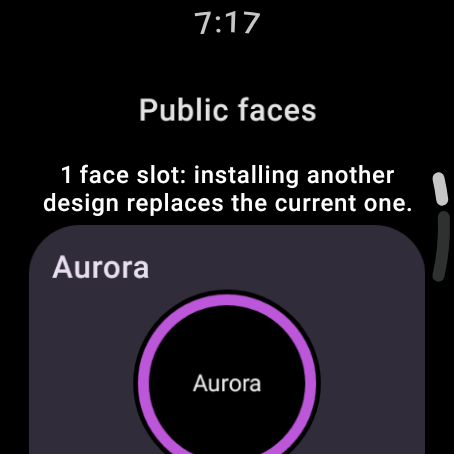 7:17
Public faces
1 face slot: installing another
design replaces the current one.
Aurora
Aurora